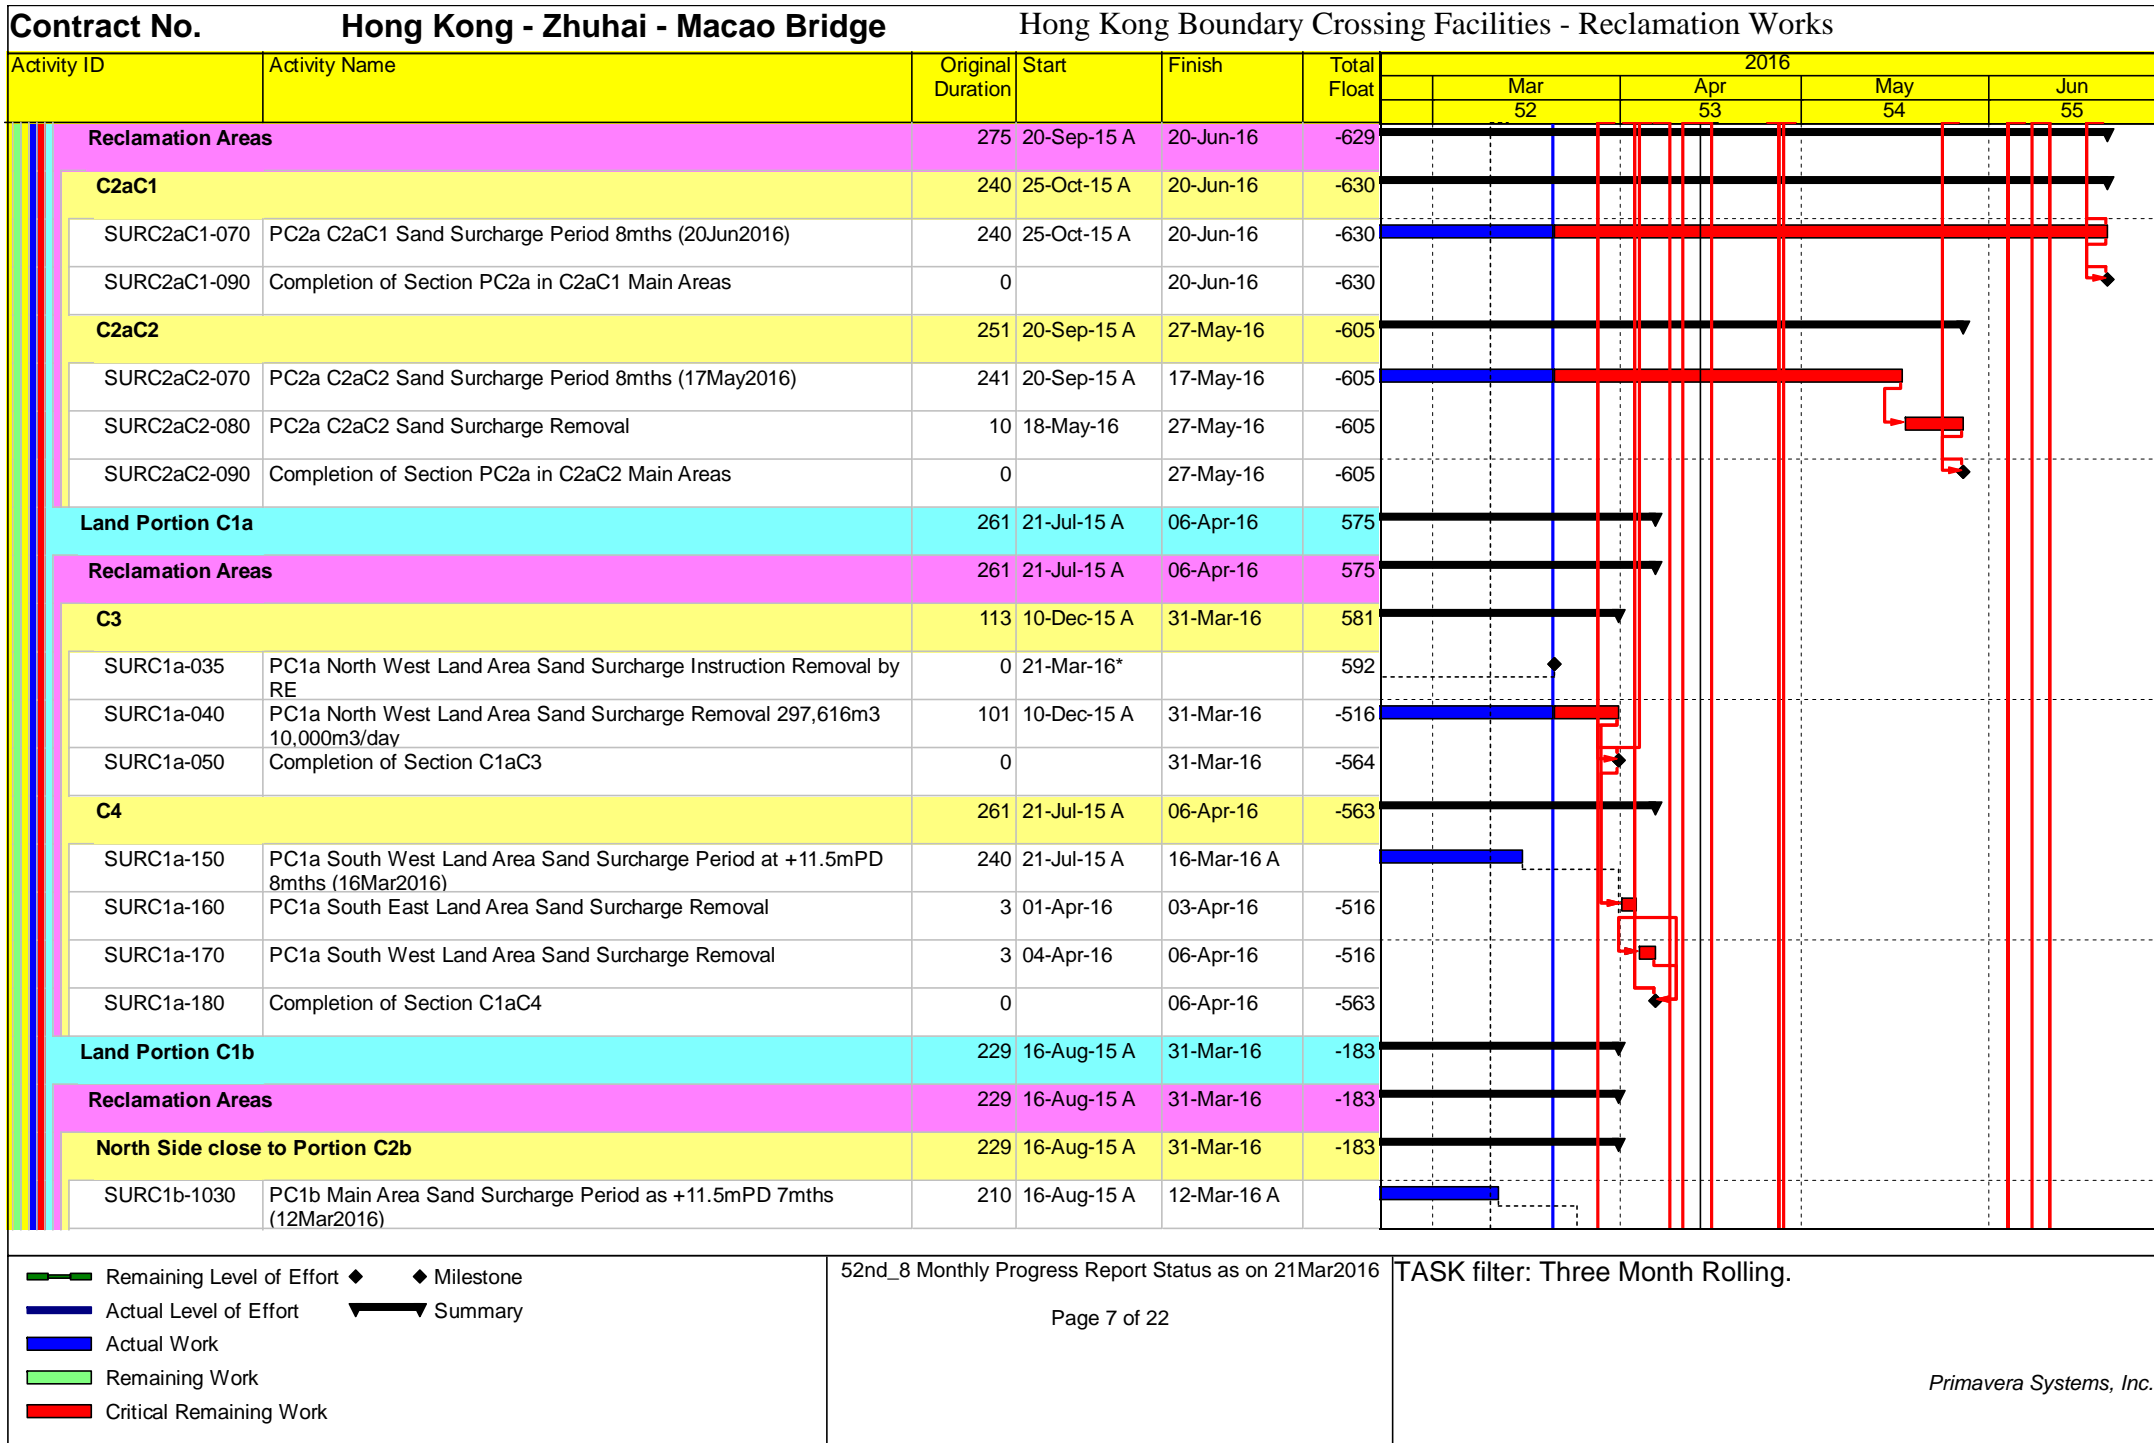 Contract No. Hong Kong - Zhuhai - Macao Bridge Hong Kong Boundary Crossing Facilities - Reclamation Works
Activity ID Activity Name Original Start Finish Total 2016
Duration Float Mar Apr May Jun
52 53 54 55
Reclamation Areas 275 20-Sep-15 A 20-Jun-16 -629
C2aC1 240 25-Oct-15 A 20-Jun-16 -630
SURC2aC1-070 PC2a C2aC1 Sand Surcharge Period 8mths (20Jun2016) 240 25-Oct-15 A 20-Jun-16 -630
SURC2aC1-090 Completion of Section PC2a in C2aC1 Main Areas 0 20-Jun-16 -630
C2aC2 251 20-Sep-15 A 27-May-16 -605
SURC2aC2-070 PC2a C2aC2 Sand Surcharge Period 8mths (17May2016) 241 20-Sep-15 A 17-May-16 -605
SURC2aC2-080 PC2a C2aC2 Sand Surcharge Removal 10 18-May-16 27-May-16 -605
SURC2aC2-090 Completion of Section PC2a in C2aC2 Main Areas 0 27-May-16 -605
Land Portion C1a 261 21-Jul-15 A 06-Apr-16 575
Reclamation Areas 261 21-Jul-15 A 06-Apr-16 575
C3 113 10-Dec-15 A 31-Mar-16 581
SURC1a-035 PC1a North West Land Area Sand Surcharge Instruction Removal by 0 21-Mar-16* 592
RE
SURC1a-040 PC1a North West Land Area Sand Surcharge Removal 297,616m3 101 10-Dec-15 A 31-Mar-16 -516
10,000m3/day
SURC1a-050 Completion of Section C1aC3 0 31-Mar-16 -564
C4 261 21-Jul-15 A 06-Apr-16 -563
SURC1a-150 PC1a South West Land Area Sand Surcharge Period at +11.5mPD 240 21-Jul-15 A 16-Mar-16 A
8mths (16Mar2016)
SURC1a-160 PC1a South East Land Area Sand Surcharge Removal 3 01-Apr-16 03-Apr-16 -516
SURC1a-170 PC1a South West Land Area Sand Surcharge Removal 3 04-Apr-16 06-Apr-16 -516
SURC1a-180 Completion of Section C1aC4 0 06-Apr-16 -563
Land Portion C1b 229 16-Aug-15 A 31-Mar-16 -183
Reclamation Areas 229 16-Aug-15 A 31-Mar-16 -183
North Side close to Portion C2b 229 16-Aug-15 A 31-Mar-16 -183
SURC1b-1030 PC1b Main Area Sand Surcharge Period as +11.5mPD 7mths 210 16-Aug-15 A 12-Mar-16 A
(12Mar2016)
Remaining Level of Effort Milestone 52nd_8 Monthly Progress Report Status as on 21Mar2016 TASK filter: Three Month Rolling.
Actual Level of Effort Summary Page 7 of 22
Actual Work
Remaining Work
Primavera Systems, Inc.
Critical Remaining Work